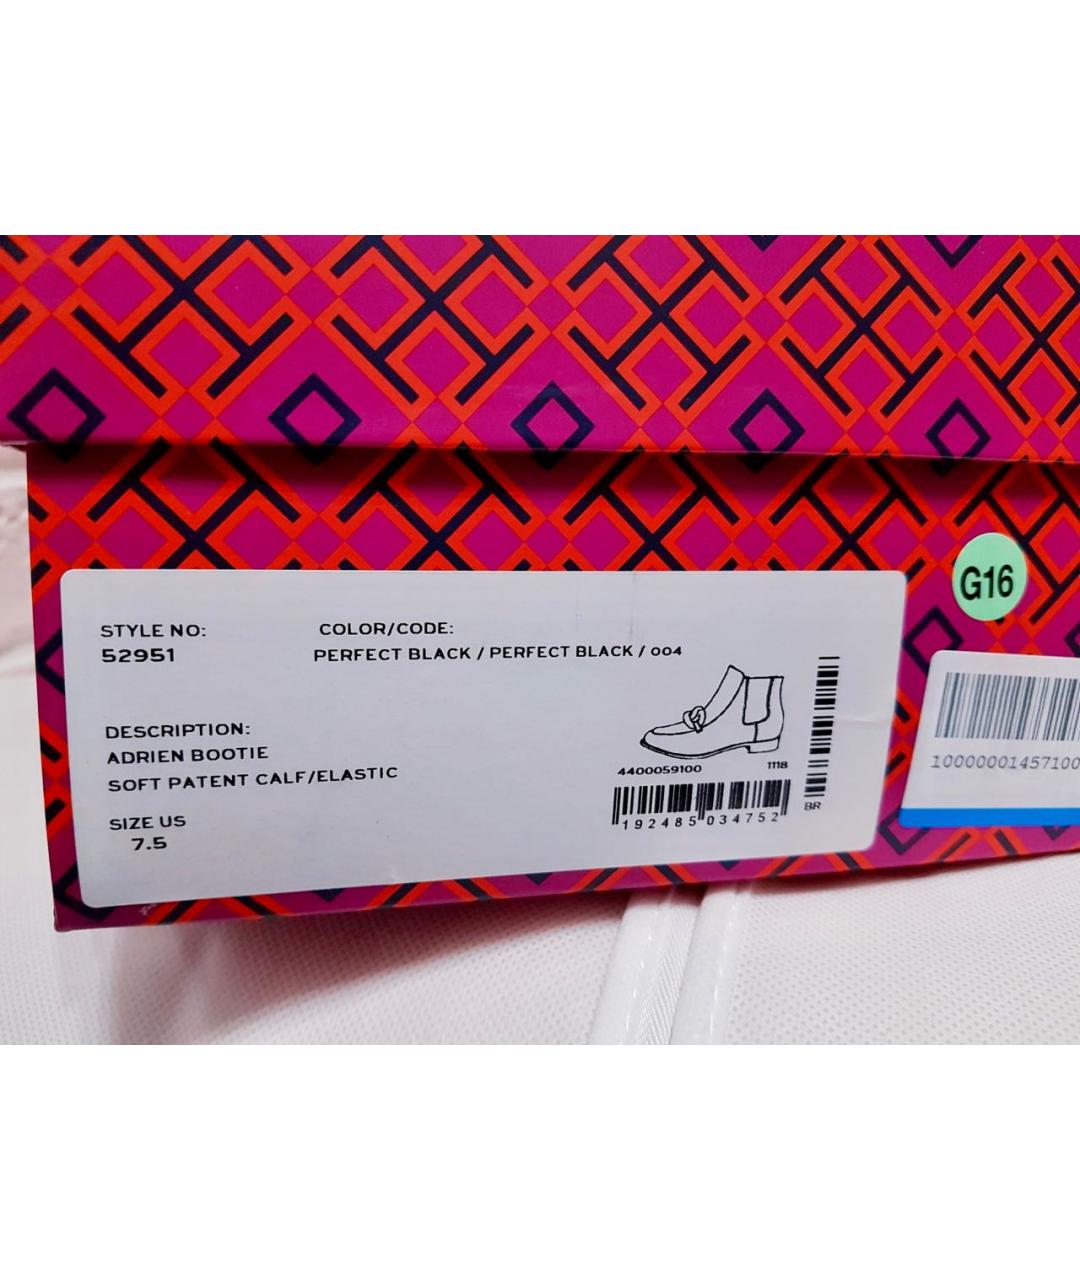 G16
STYLE NO:
52951
COLOR/CODE:
PERFECT BLACK / PERFECT BLACK / 004
DESCRIPTION:
ADRIEN BOOTIE
SOFT PATENT CALF/ELASTIC
SIZE US
7.5
4400059100 1118
192485034752
BR
10000001457100